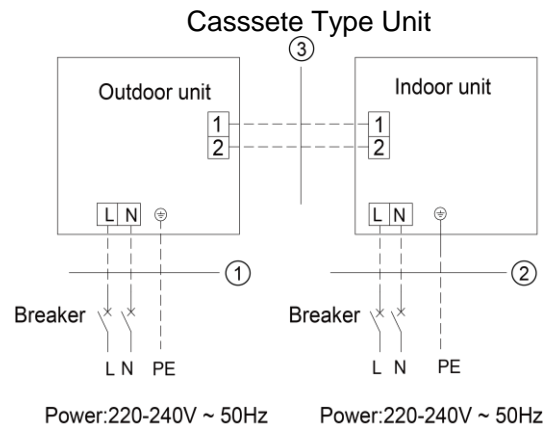 Casssete Type Unit
③
Outdoor unit
Indoor unit
1
2
1
2
L N
L N
①
②
Breaker
Breaker
L N PE
L N PE
Power:220-240V ~ 50Hz
Power:220-240V ~ 50Hz